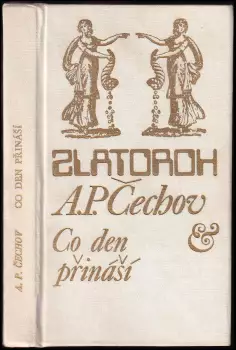 A. P. ČECHOV CO DEN PŘINÁŠÍ
ZLATOROH
A.P. Čechov
Co den &
přináší